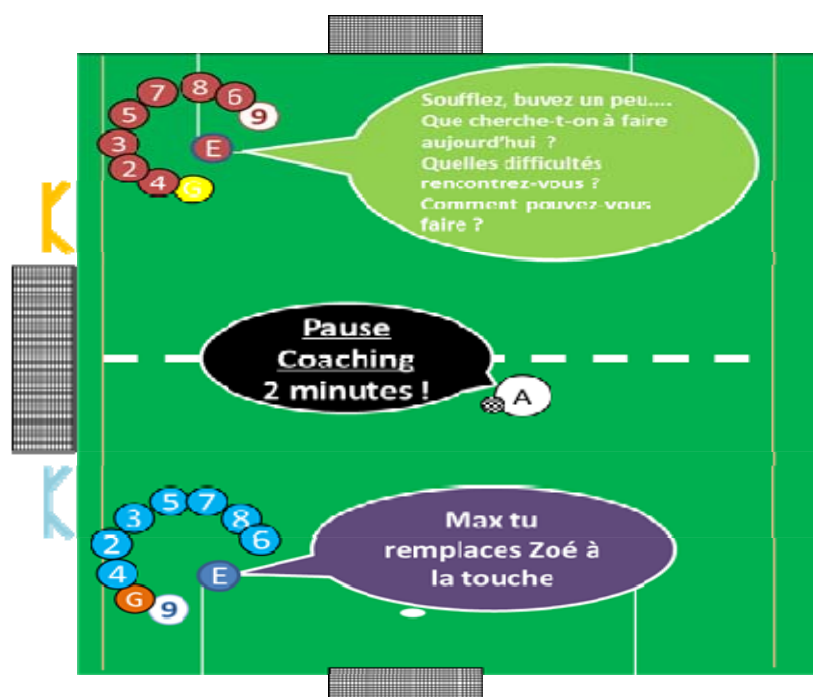 8
7
6
9
5
3
E
2
4
G
Soufflez, buvez un peu....
Que cherche-t-on à faire
aujourd'hui ?
Quelles difficultés
rencontrez-vous ?
Comment pouvez-vous
faire ?
Pause
Coaching
2 minutes !
A
5
7
3
8
2
6
4
E
G
9
Max tu
remplaces Zoé à
la touche